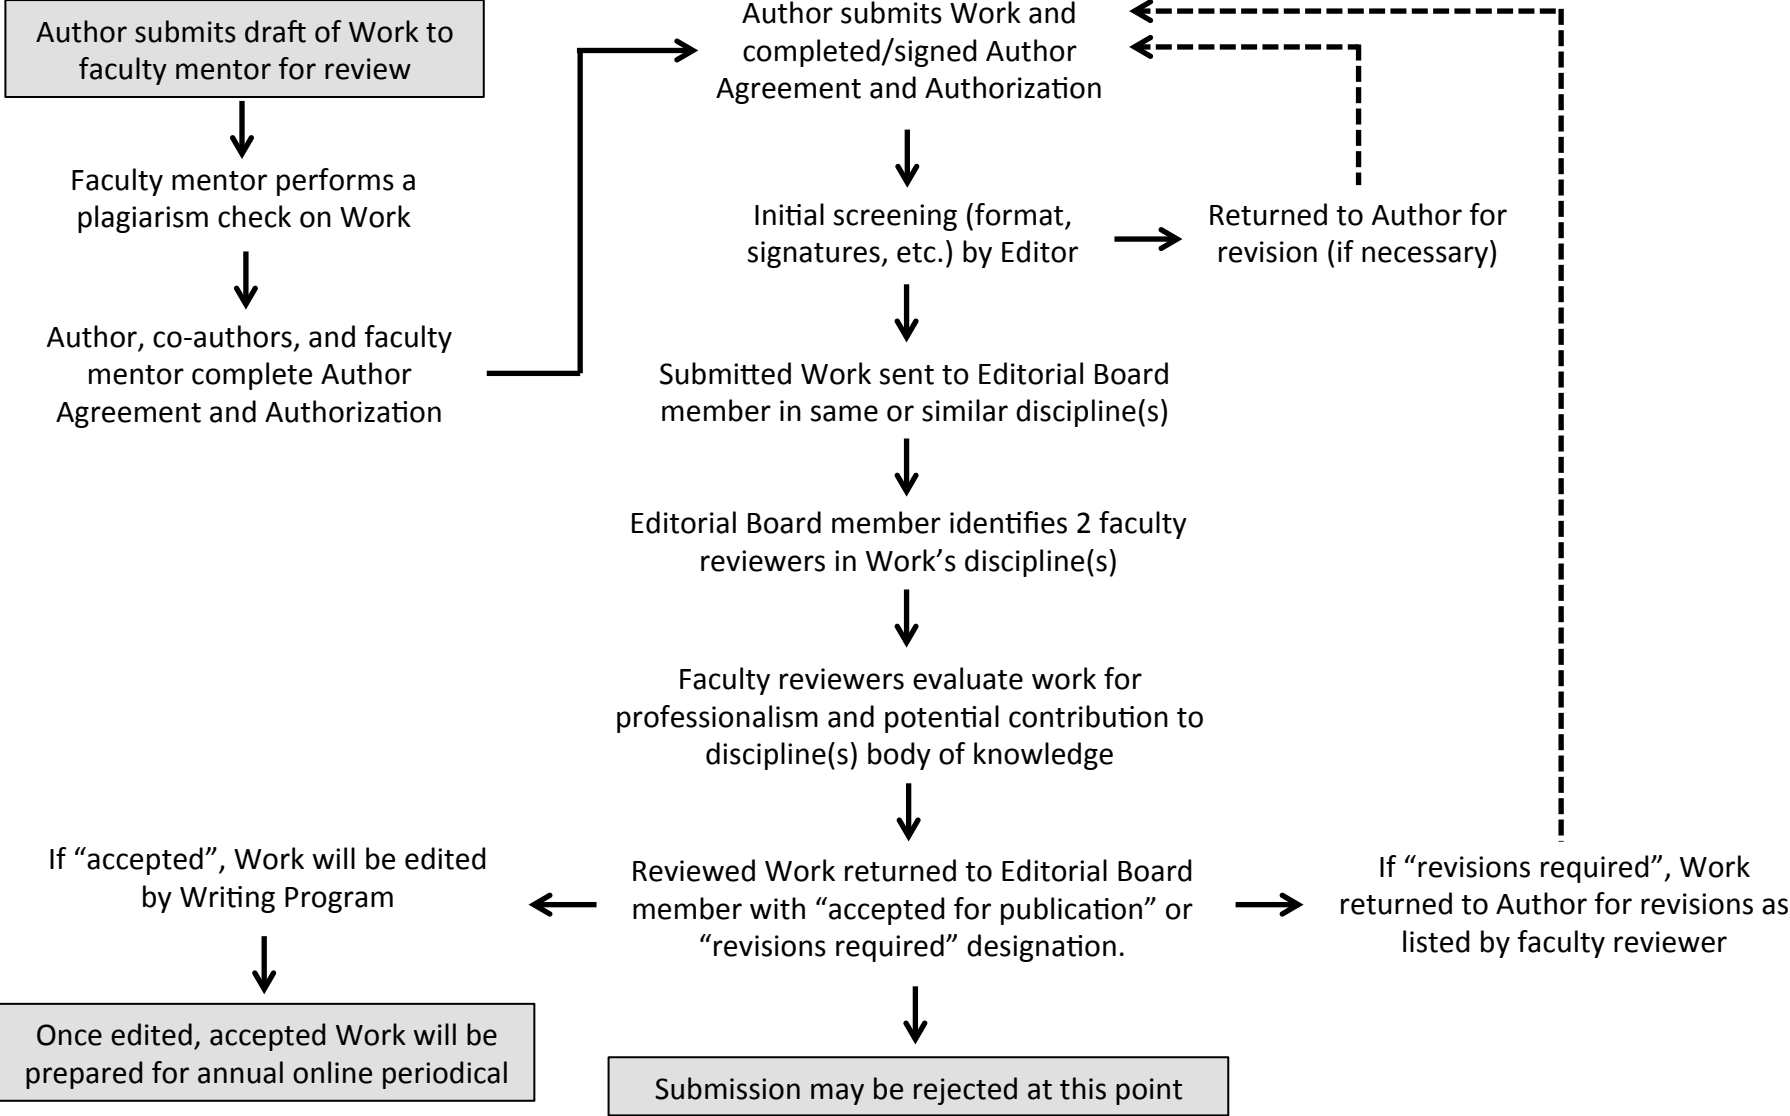 Author submits draft of Work to
faculty mentor for review
Faculty mentor performs a
plagiarism check on Work
Author, co-authors, and faculty
mentor complete Author
Agreement and Authorization
Author submits Work and
completed/signed Author
Agreement and Authorization
Initial screening (format,
signatures, etc.) by Editor
Returned to Author for
revision (if necessary)
Submitted Work sent to Editorial Board
member in same or similar discipline(s)
Editorial Board member identifies 2 faculty
reviewers in Work’s discipline(s)
Faculty reviewers evaluate work for
professionalism and potential contribution to
discipline(s) body of knowledge
Reviewed Work returned to Editorial Board
member with “accepted for publication” or
“revisions required” designation.
If “accepted”, Work will be edited
by Writing Program
Once edited, accepted Work will be
prepared for annual online periodical
Submission may be rejected at this point
If “revisions required”, Work
returned to Author for revisions as
listed by faculty reviewer